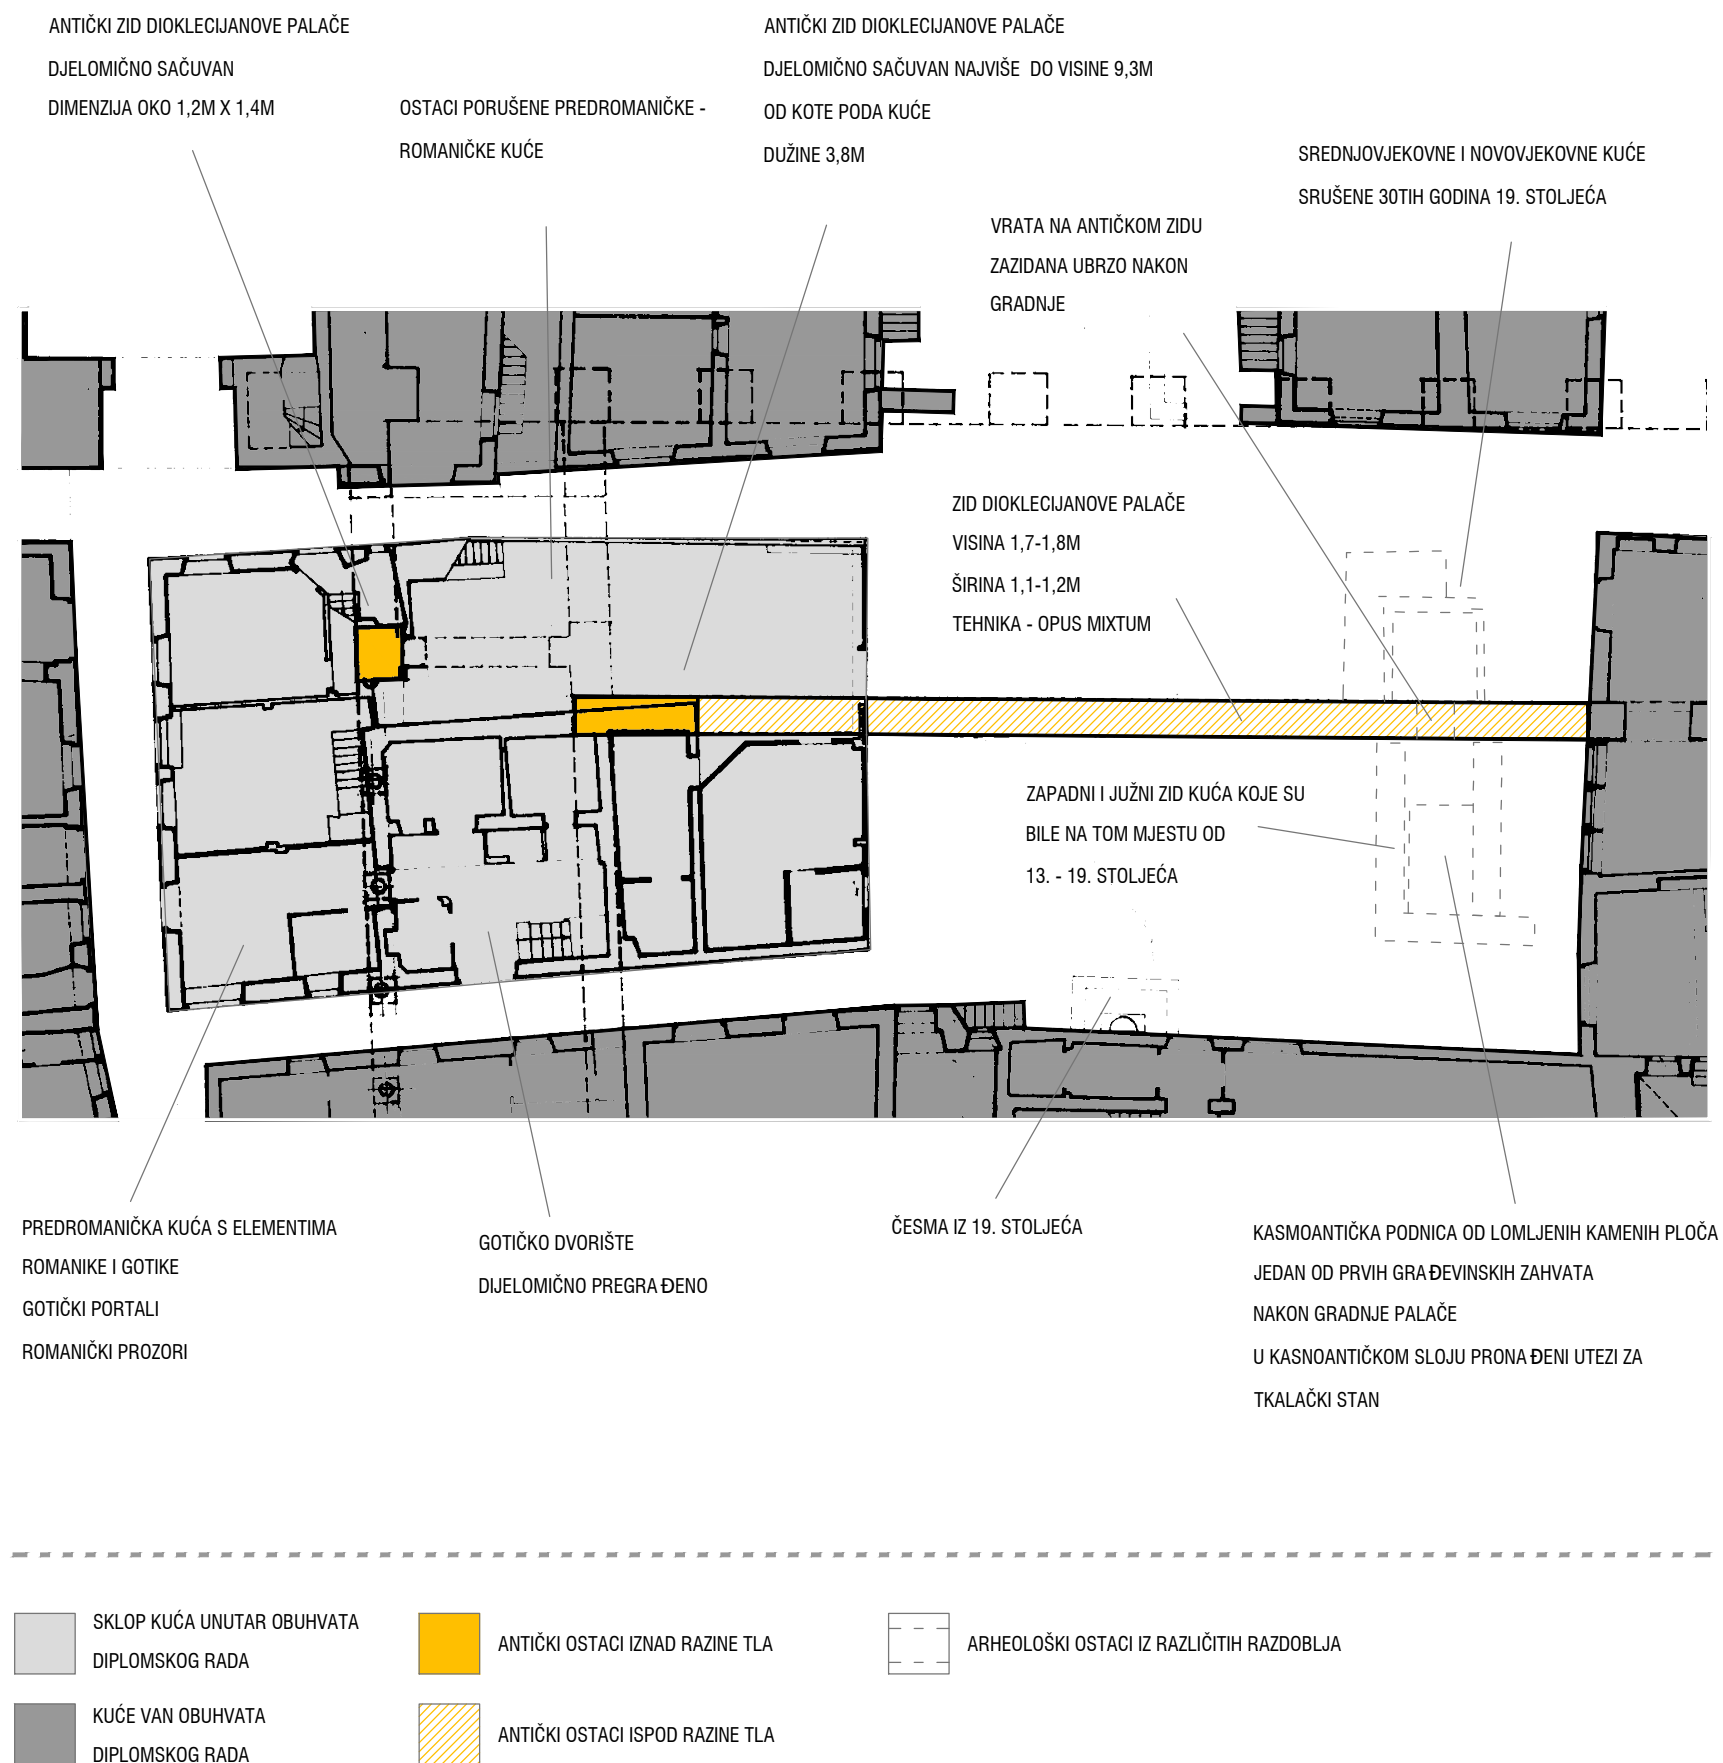 ANTIČKI ZID DIOKLECIJANOVE PALAČE
DJELOMIČNO SAČUVAN
DIMENZIJA OKO 1,2M X 1,4M
OSTACI PORUŠENE PREDROMANIČKE -
ROMANIČKE KUĆE
ANTIČKI ZID DIOKLECIJANOVE PALAČE
DJELOMIČNO SAČUVAN NAJVIŠE DO VISINE 9,3M
OD KOTE PODA KUĆE
DUŽINE 3,8M
VRATA NA ANTIČKOM ZIDU
ZAZIDANA UBRZO NAKON
GRADNJE
SREDNJOVJEKOVNE I NOVOVJEKOVNE KUĆE
SRUŠENE 30TIH GODINA 19. STOLJEĆA
ZID DIOKLECIJANOVE PALAČE
VISINA 1,7-1,8M
ŠIRINA 1,1-1,2M
TEHNIKA - OPUS MIXTUM
ZAPADNI I JUŽNI ZID KUĆA KOJE SU
BILE NA TOM MJESTU OD
13. - 19. STOLJEĆA
PREDROMANIČKA KUĆA S ELEMENTIMA
ROMANIKE I GOTIKE
GOTIČKI PORTALI
ROMANIČKI PROZORI
GOTIČKO DVORIŠTE
DIJELOMIČNO PREGRAĐENO
ČESMA IZ 19. STOLJEĆA
KASMOANTIČKA PODNICA OD LOMLJENIH KAMENIH PLOČA
JEDAN OD PRVIH GRAĐEVINSKIH ZAHVATA
NAKON GRADNJE PALAČE
U KASNOANTIČKOM SLOJU PRONAĐENI UTEZI ZA
TKALAČKI STAN
SKLOP KUĆA UNUTAR OBUHVATA
DIPLOMSKOG RADA
KUĆE VAN OBUHVATA
DIPLOMSKOG RADA
ANTIČKI OSTACI IZNAD RAZINE TLA
ANTIČKI OSTACI ISPOD RAZINE TLA
ARHEOLOŠKI OSTACI IZ RAZLIČITIH RAZDOBLJA